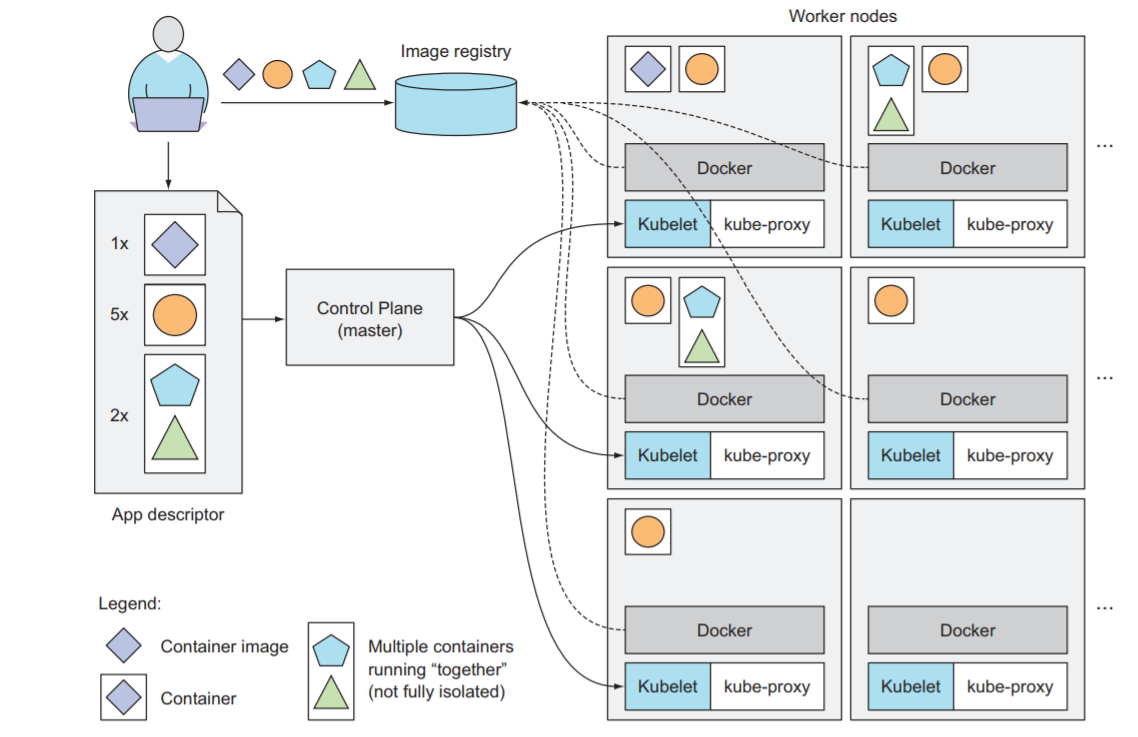 Worker nodes
Image registry
Docker
Docker
...
Kubelet
kube-proxy
Kubelet
kube-proxy
1x
5x
2x
App descriptor
Control Plane
(master)
Docker
Docker
...
Kubelet
kube-proxy
Kubelet
kube-proxy
Docker
Docker
...
Kubelet
kube-proxy
Kubelet
kube-proxy
Legend:
Container image
Container
Multiple containers
running “together”
(not fully isolated)